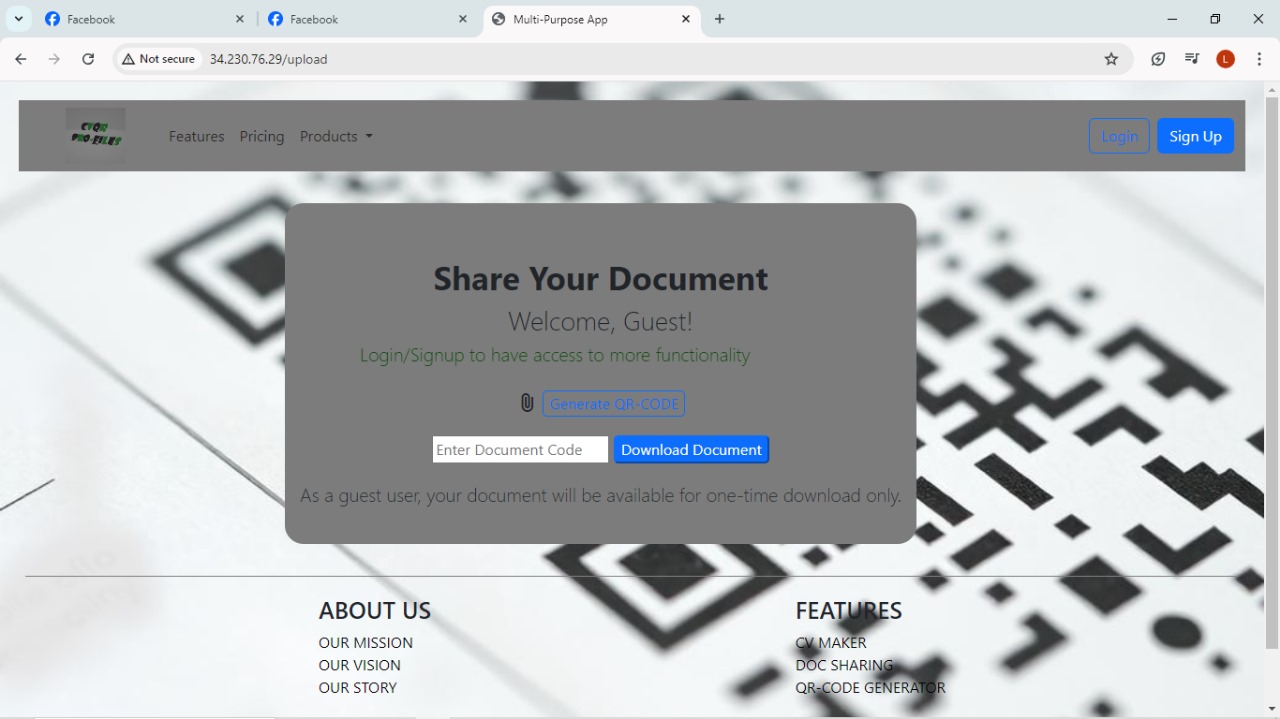 Facebook
Facebook
Multi-Purpose App
Not secure
34.230.76.29/upload
L
CVQR
PRO-FILES
Features
Pricing
Products
Login
Sign Up
Share Your Document
Welcome, Guest!
Login/Signup to have access to more functionality
Generate QR-CODE
Enter Document Code
Download Document
As a guest user, your document will be available for one-time download only.
ABOUT US
OUR MISSION
OUR VISION
OUR STORY
FEATURES
CV MAKER
DOC SHARING
QR-CODE GENERATOR